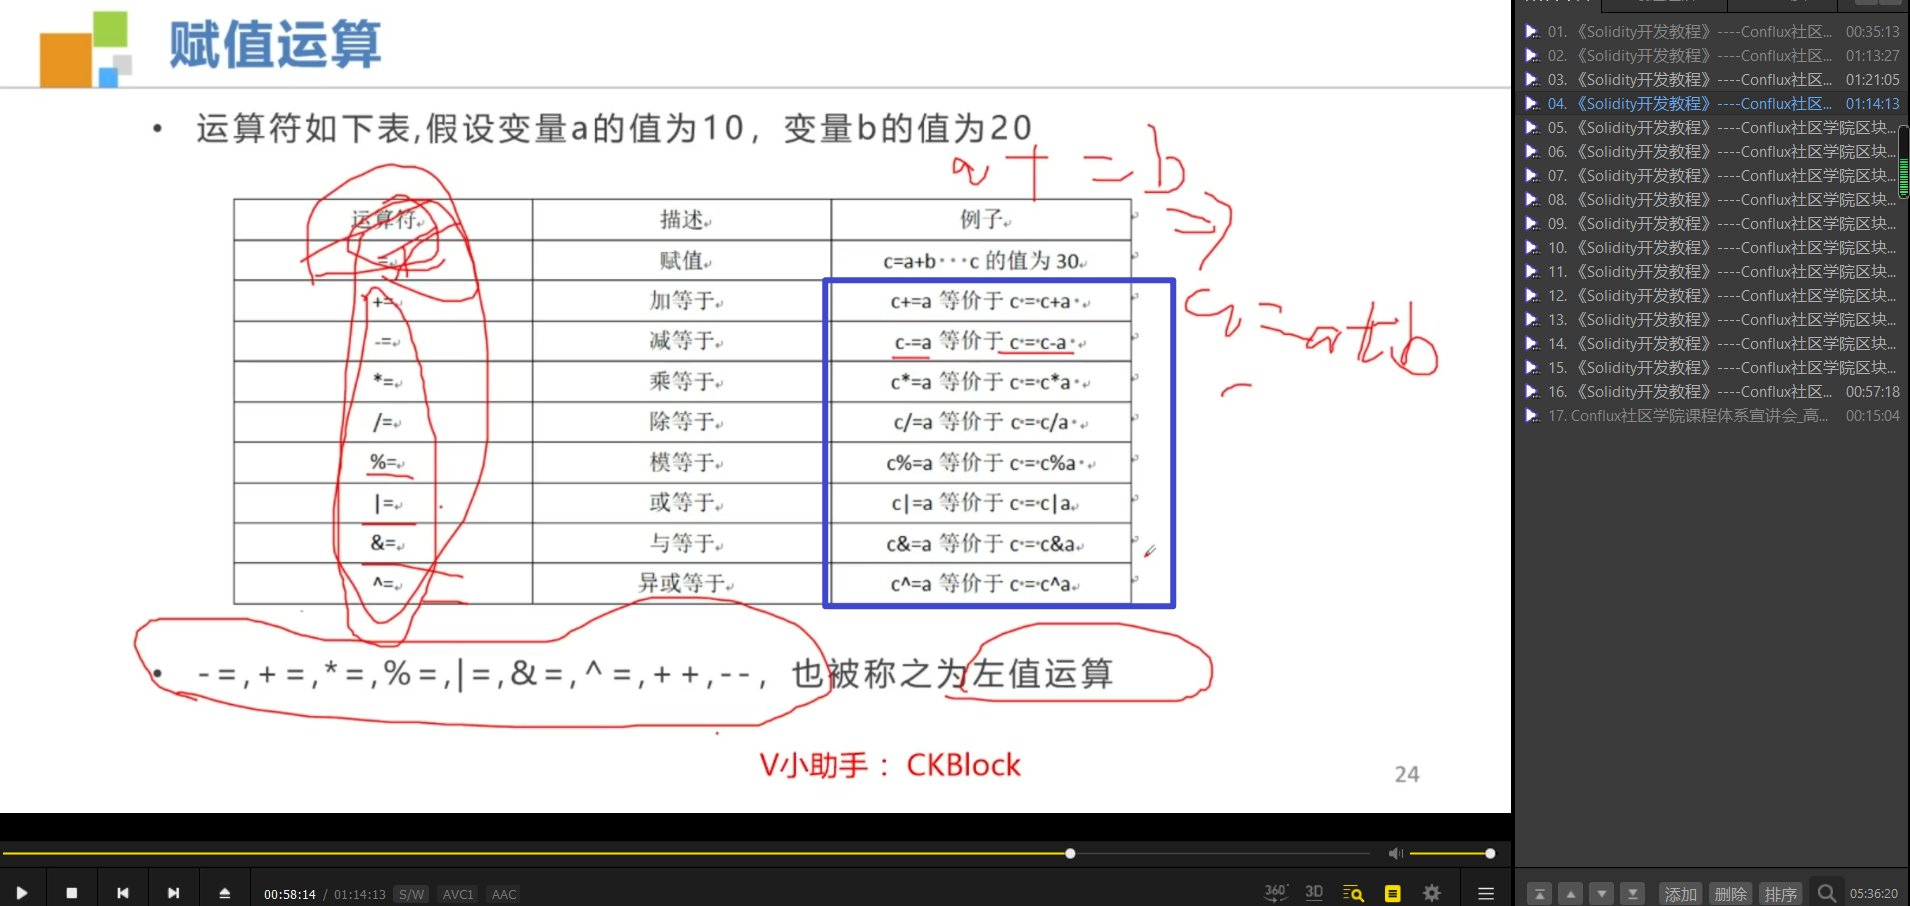 赋值运算
• 运算符如下表,假设变量a的值为10，变量b的值为20
a+=b
运算符 描述 例子
= 赋值 c=a+b···c 的值为 30
+= 加等于 c+=a 等价于 c=c+a
-= 减等于 c-=a 等价于 c=c-a
*= 乘等于 c*=a 等价于 c=c*a
/= 除等于 c/=a 等价于 c=c/a
%= 模等于 c%=a 等价于 c=c%a
|= 或等于 c|=a 等价于 c=c|a
&= 与等于 c&=a 等价于 c=c&a
^= 异或等于 c^=a 等价于 c=c^a
=a+b
• -=,+=,*=,%=,|=,&=,^=,++,--，也被称之为左值运算
V小助手： CKBlock
24
00:58:14 / 01:14:13 S/W AVC1 AAC
360° 3D
01. 《Solidity开发教程》----Conflux社区... 00:35:13
02. 《Solidity开发教程》----Conflux社区... 01:13:27
03. 《Solidity开发教程》----Conflux社区... 01:21:05
04. 《Solidity开发教程》----Conflux社区... 01:14:13
05. 《Solidity开发教程》----Conflux社区学院区块...
06. 《Solidity开发教程》----Conflux社区学院区块...
07. 《Solidity开发教程》----Conflux社区学院区块...
08. 《Solidity开发教程》----Conflux社区学院区块...
09. 《Solidity开发教程》----Conflux社区学院区块...
10. 《Solidity开发教程》----Conflux社区学院区块...
11. 《Solidity开发教程》----Conflux社区学院区块...
12. 《Solidity开发教程》----Conflux社区学院区块...
13. 《Solidity开发教程》----Conflux社区学院区块...
14. 《Solidity开发教程》----Conflux社区学院区块...
15. 《Solidity开发教程》----Conflux社区学院区块...
16. 《Solidity开发教程》----Conflux社区... 00:57:18
17. Conflux社区学院课程体系宣讲会_高... 00:15:04
添加 删除 排序 05:36:20